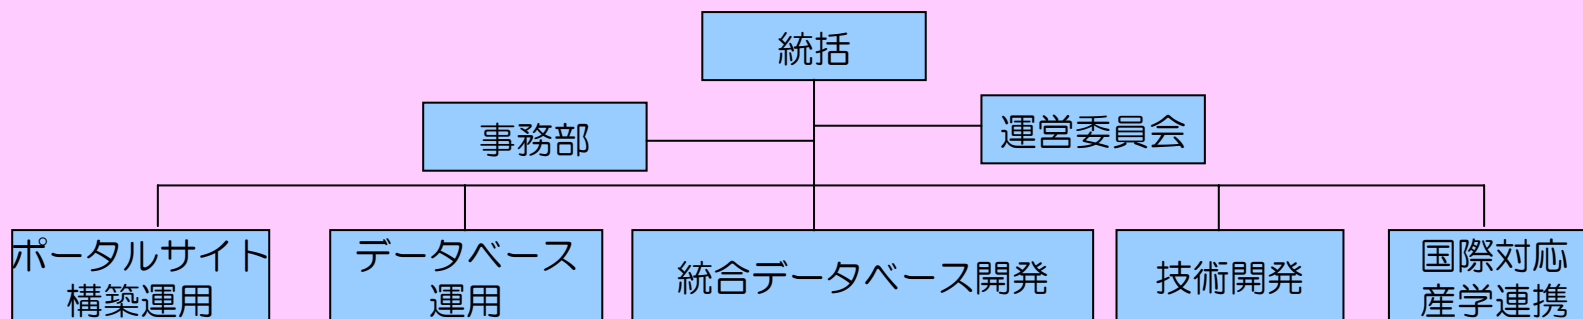 統括
事務部
運営委員会
ポータルサイト
構築運用
データベース
運用
統合データベース開発
技術開発
国際対応
産学連携